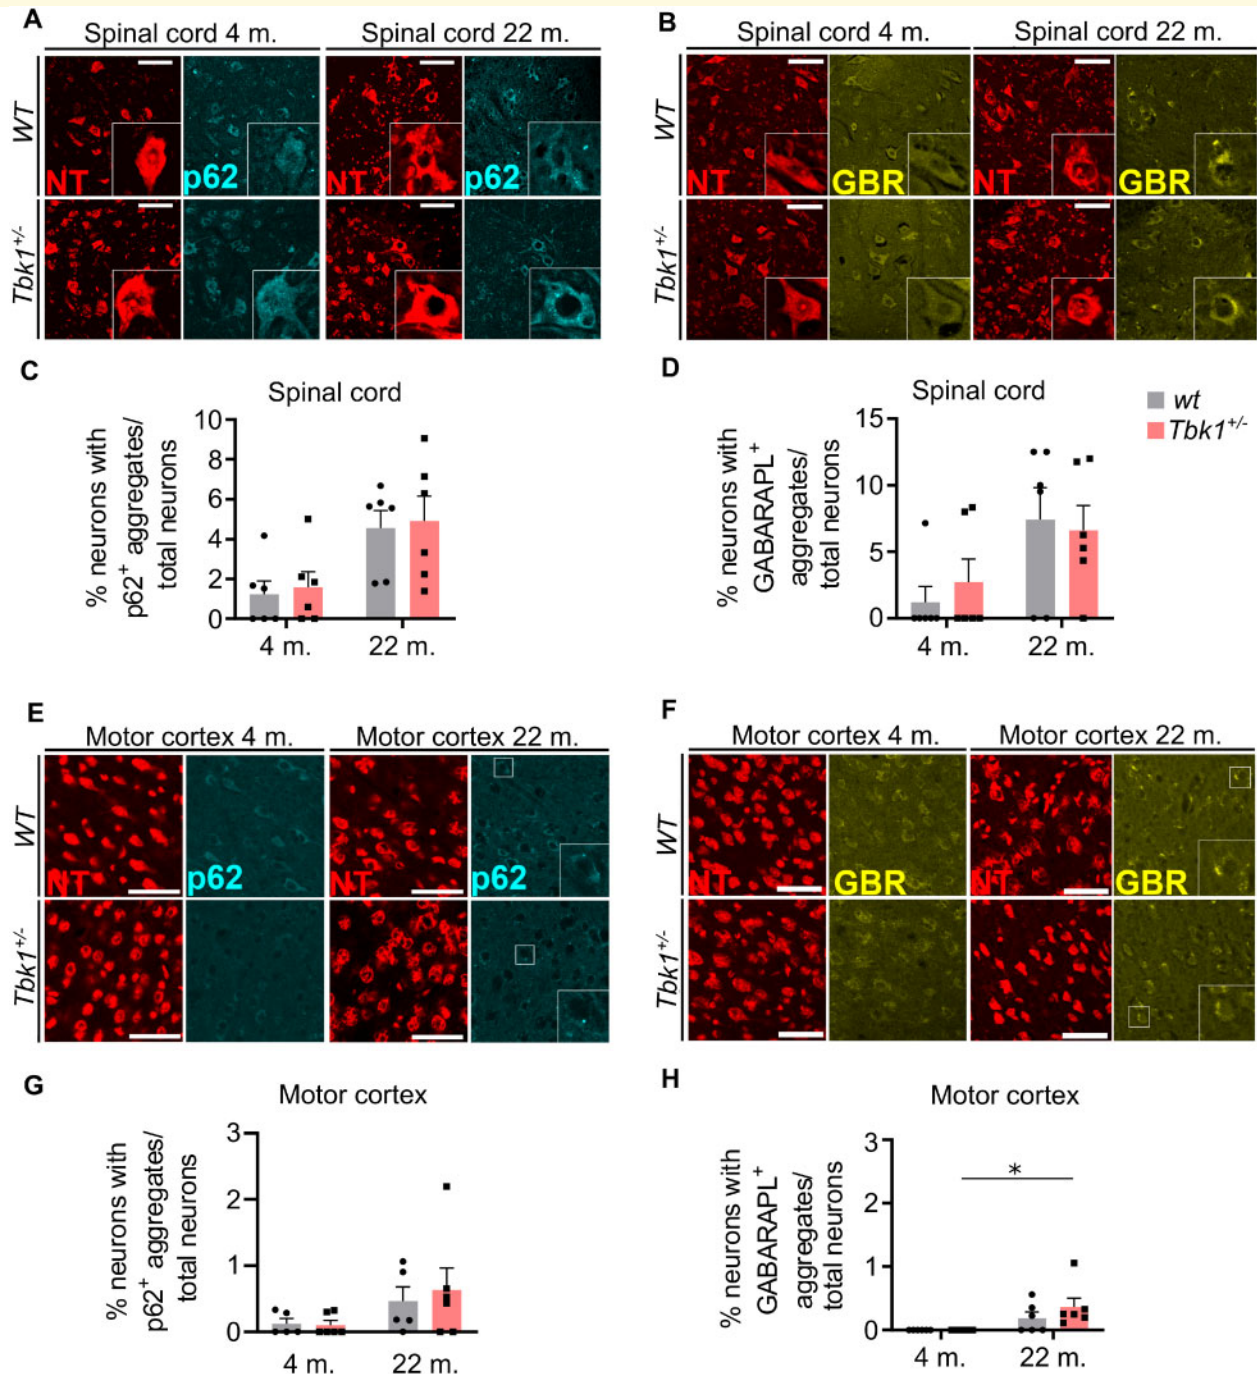 A
Spinal cord 4 m. Spinal cord 22 m.
WT
NT p62 NT p62
Tbk1+/-
B
Spinal cord 4 m. Spinal cord 22 m.
WT
NT GBR NT GBR
Tbk1+/-
C
Spinal cord
% neurons with
p62+ aggregates/
total neurons
10
8
6
4
2
0
4 m. 22 m.
D
Spinal cord
wt
Tbk1+/-
% neurons with
GABARAPL+
aggregates/
total neurons
15
10
5
0
4 m. 22 m.
E
Motor cortex 4 m. Motor cortex 22 m.
WT
NT p62 NT p62
Tbk1+/-
F
Motor cortex 4 m. Motor cortex 22 m.
WT
NT GBR NT GBR
Tbk1+/-
G
Motor cortex
% neurons with
p62+ aggregates/
total neurons
3
2
1
0
4 m. 22 m.
H
Motor cortex
% neurons with
GABARAPL+
aggregates/
total neurons
3
2
1
0
*
4 m. 22 m.